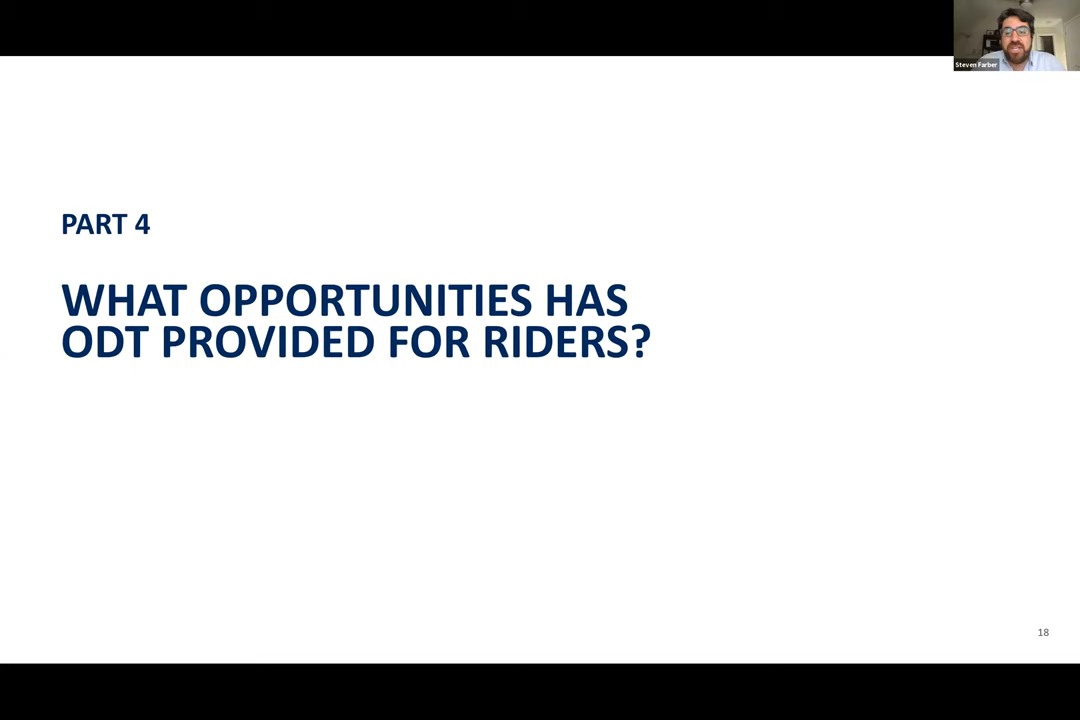 Steven Farber
PART 4
WHAT OPPORTUNITIES HAS
ODT PROVIDED FOR RIDERS?
18